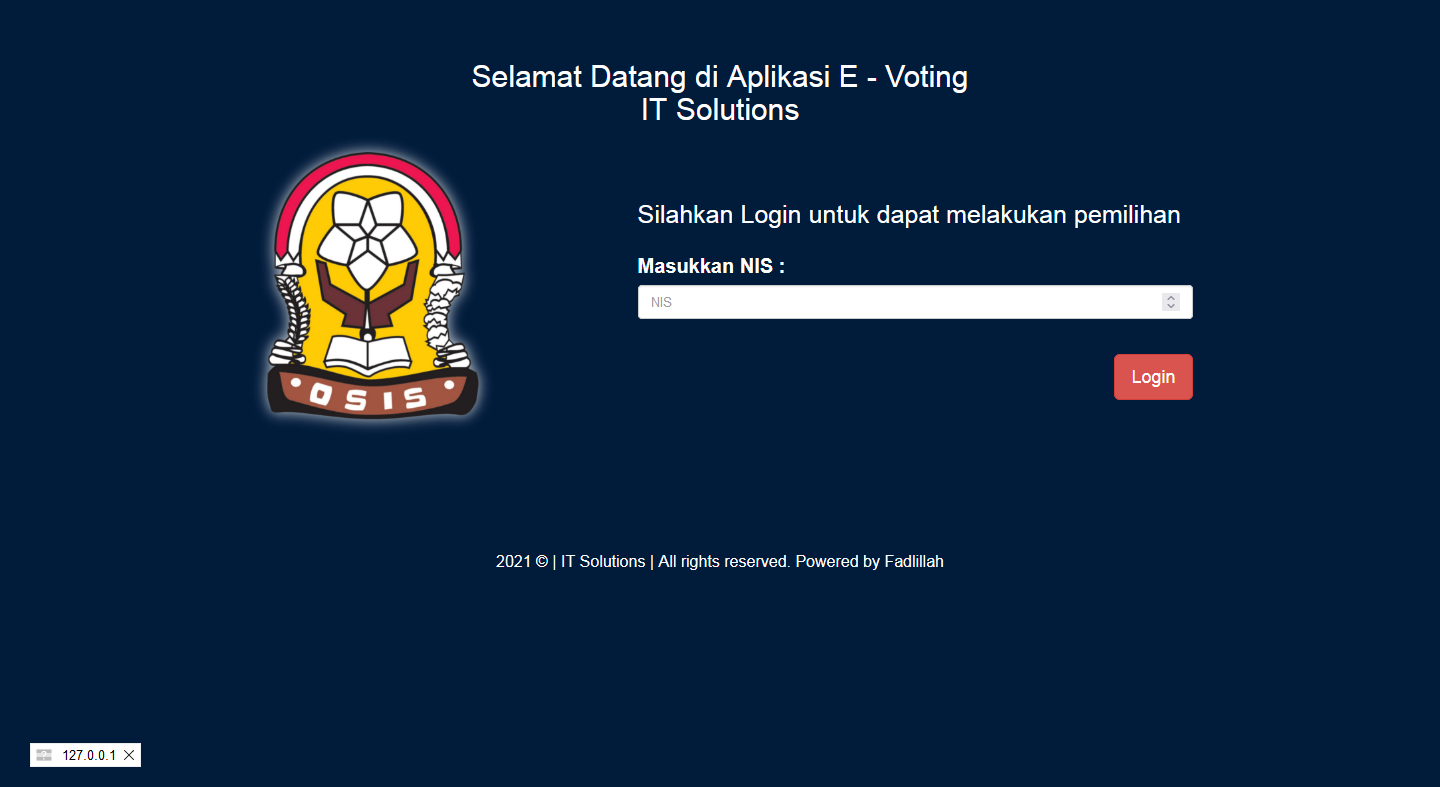 Selamat Datang di Aplikasi E - Voting
IT Solutions
Silahkan Login untuk dapat melakukan pemilihan
Masukkan NIS :
NIS
Login
OSIS
2021 © | IT Solutions | All rights reserved. Powered by Fadlillah
127.0.0.1